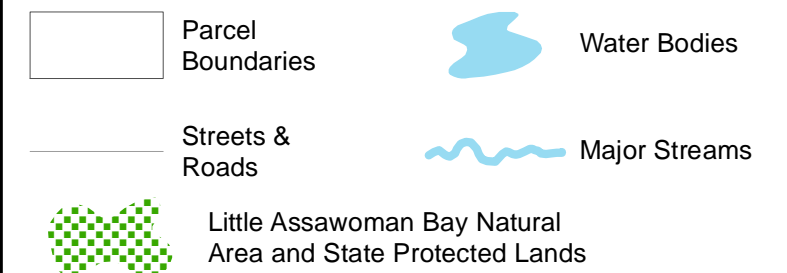 Parcel
Boundaries
Water Bodies
Streets &
Roads
Major Streams
Little Assawoman Bay Natural
Area and State Protected Lands